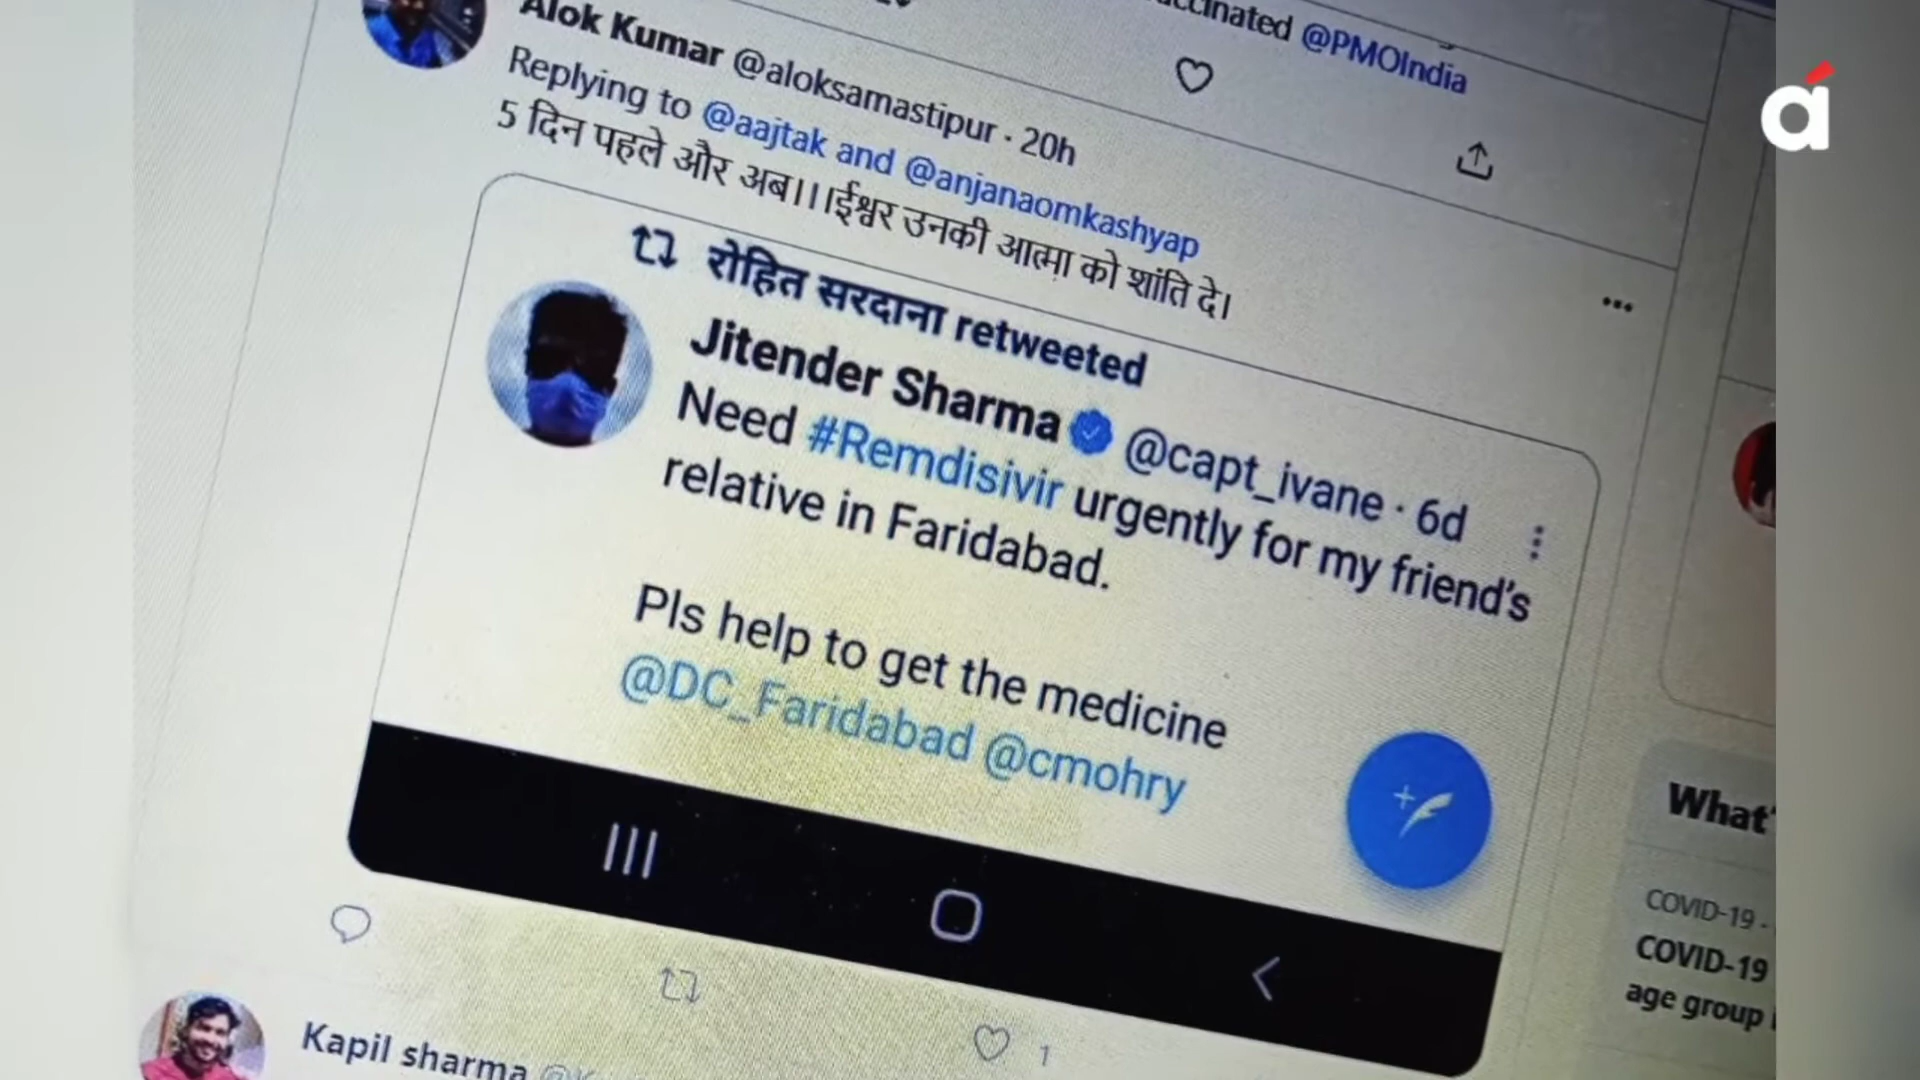 ccinated @PMOIndia
Alok Kumar @aloksamastipur · 20h
Replying to @aajtak and @anjanaomkashyap
5 दिन पहले और अब।।।ईश्वर उनकी आत्मा को शांति दे।
रोहित सरदाना retweeted
Jitender Sharma @capt_ivane · 6d
Need #Remdisivir urgently for my friend's
relative in Faridabad.
Pls help to get the medicine
@DC_Faridabad @cmohry
1
Kapil sharma
What'
COVID-19 -
COVID-19
age group
á